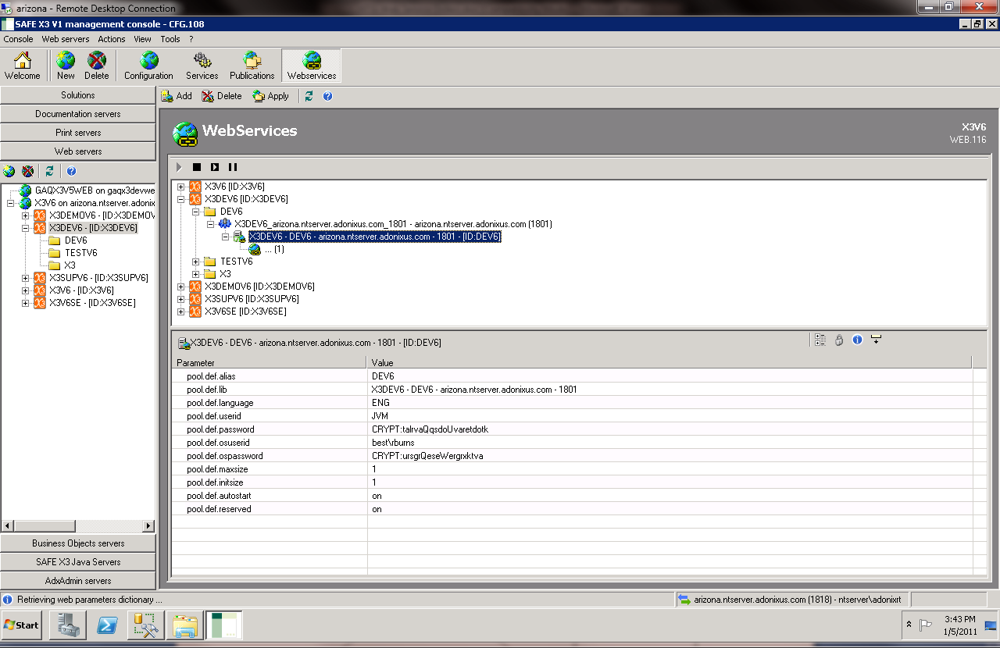 arizona - Remote Desktop Connection
SAFE X3 V1 management console - CFG.108
Console Web servers Actions View Tools ?
Welcome New Delete Configuration Services Publications Webservices
Solutions
Documentation servers
Print servers
Web servers
GAQX3V5WEB on gaqx3devwe
X3V6 on arizona.ntserver.adonixus
X3DEMOV6 - [ID:X3DEMOV
X3DEV6 - [ID:X3DEV6]
DEV6
TESTV6
X3
X3SUPV6 - [ID:X3SUPV6]
X3V6 - [ID:X3V6]
X3V6SE - [ID:X3V6SE]
Business Objects servers
SAFE X3 Java Servers
AdxAdmin servers
Add Delete Apply
WebServices
X3V6
WEB.116
X3V6 [ID:X3V6]
X3DEV6 [ID:X3DEV6]
DEV6
X3DEV6_arizona.ntserver.adonixus.com_1801 - arizona.ntserver.adonixus.com (1801)
X3DEV6 - DEV6 - arizona.ntserver.adonixus.com - 1801 - [ID:DEV6]
... (1)
TESTV6
X3
X3DEMOV6 [ID:X3DEMOV6]
X3SUPV6 [ID:X3SUPV6]
X3V6SE [ID:X3V6SE]
X3DEV6 - DEV6 - arizona.ntserver.adonixus.com - 1801 - [ID:DEV6]
Parameter Value
pool.def.alias DEV6
pool.def.lib X3DEV6 - DEV6 - arizona.ntserver.adonixus.com - 1801
pool.def.language ENG
pool.def.userid JVM
pool.def.password CRYPT:talrvaQqsdoUvaretdotk
pool.def.osuserid best\rburns
pool.def.ospassword CRYPT:ursgrQeseWergrxktva
pool.def.maxsize 1
pool.def.initsize 1
pool.def.autostart on
pool.def.reserved on
Retrieving web parameters dictionary ...
arizona.ntserver.adonixus.com (1818) - ntserver\adonixrt
Start
3:43 PM
1/5/2011